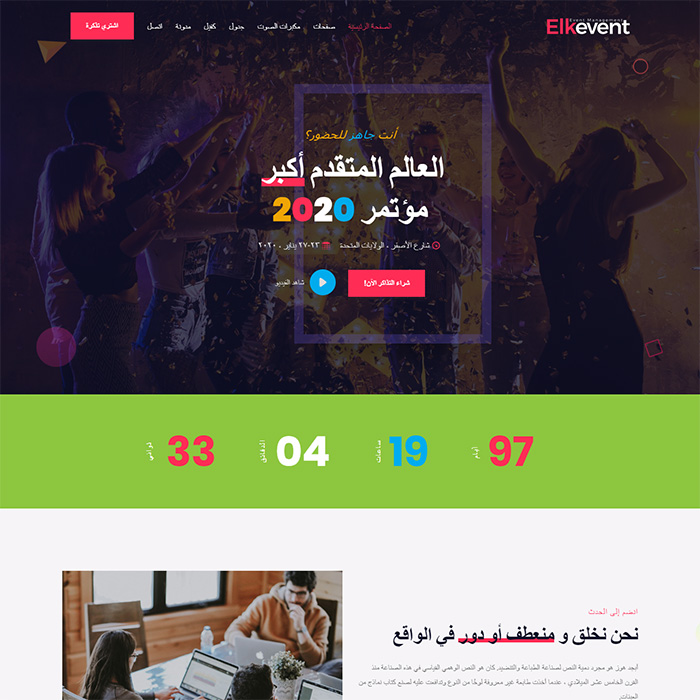 Event Management
Elkevent
الصفحة الرئيسية صفحات مكبرات الصوت جدول كفيل مدونة اتصل
اشتري تذكرة
أنت جاهز للحضور؟
العالم المتقدم أكبر
مؤتمر 2020
شارع الأصفر ، الولايات المتحدة ٢٣-٢٧ يناير ، ٢٠٢٠
شراء التذاكر الآن! شاهد الفيديو
97 أيام 19 ساعات 04 الدقائق 33 ثواني
انضم إلى الحدث
نحن نخلق و منعطف أو دور في الواقع
أبجد هوز هو مجرد دمية النص لصناعة الطباعة والتنضيد. كان هو النص الوهمي القياسي في هذه الصناعة منذ
القرن الخامس عشر الميلادي ، عندما أخذت طابعة غير معروفة لوحًا من النوع وتدافعت عليه لصنع كتاب نماذج من